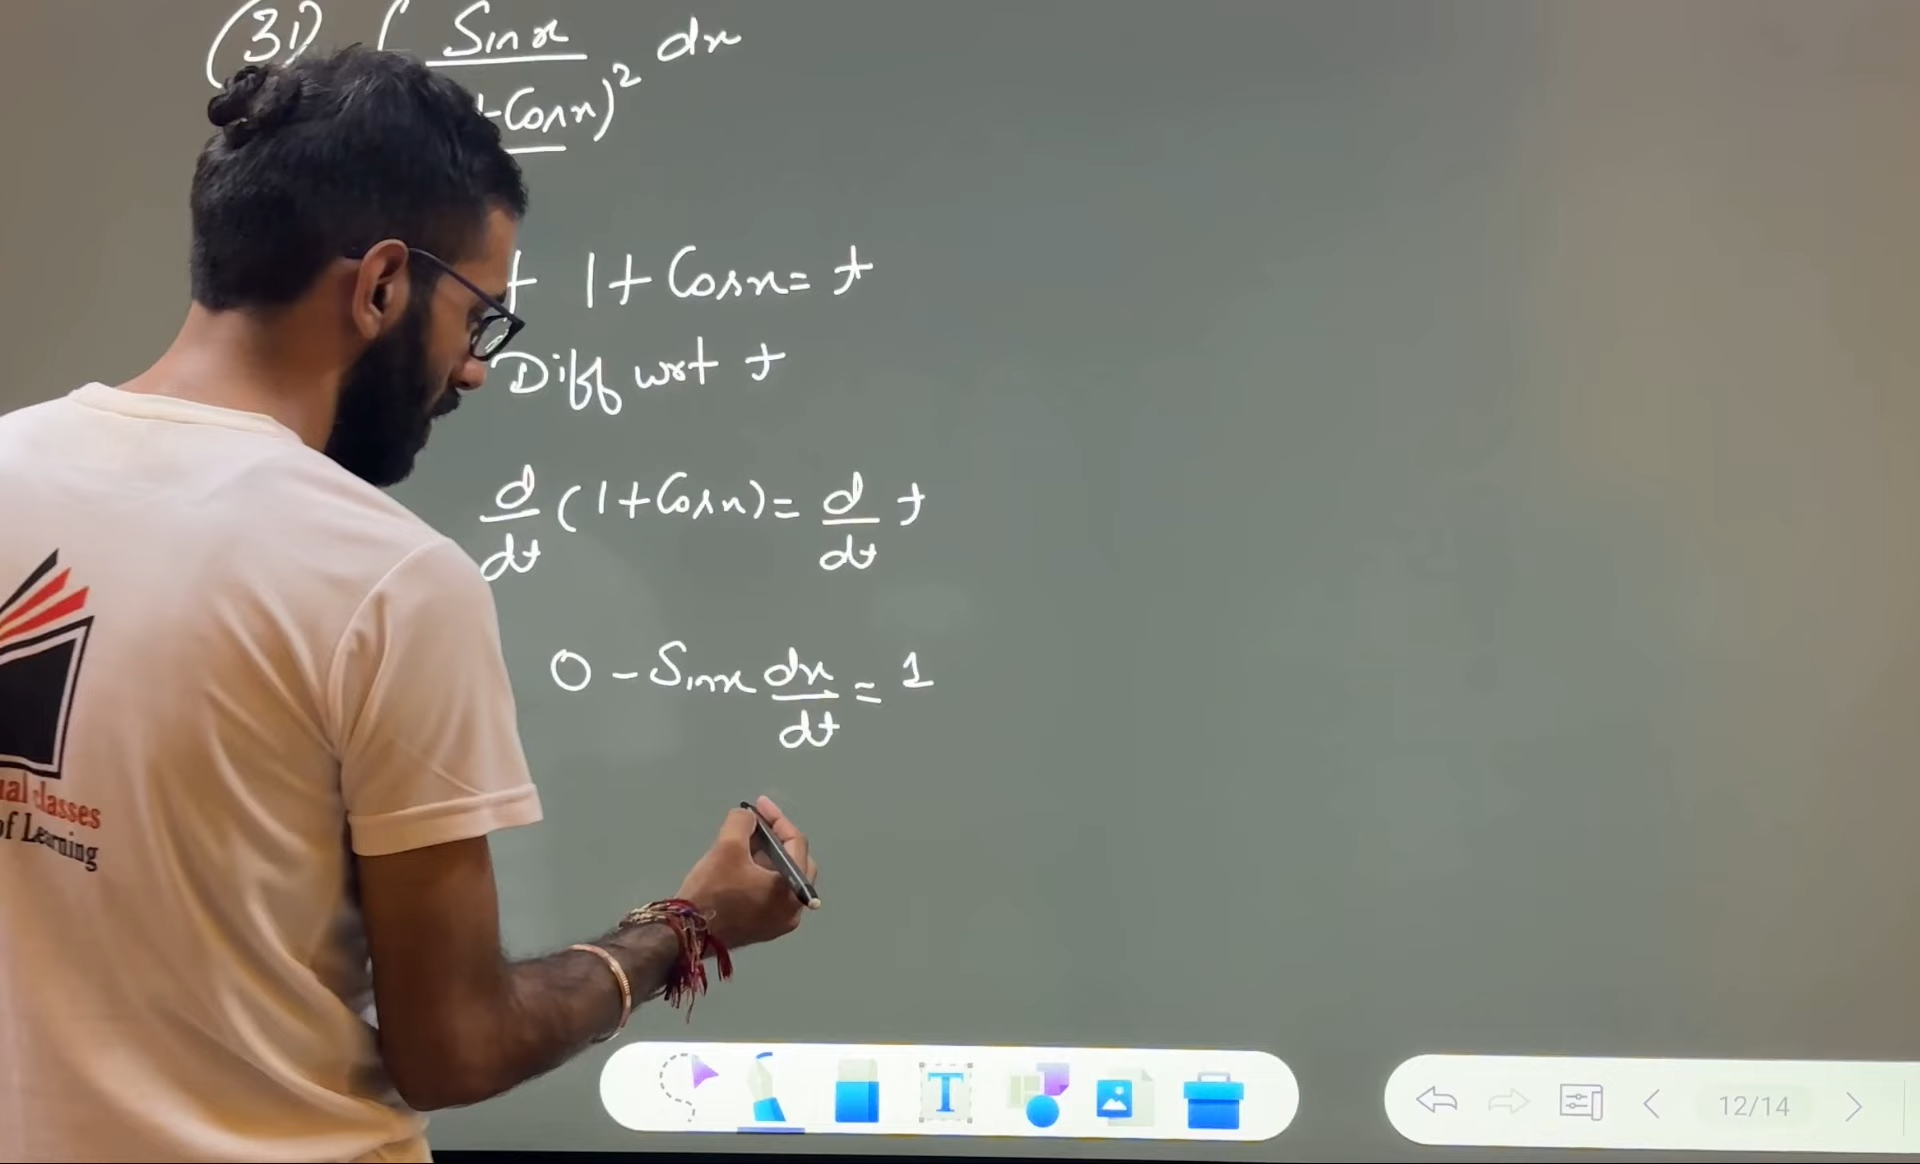 (31) ∫ Sinx dx
+Cosx)²
1+Cosx= t
Diff wrt t
d/dt (1+Cosx)= d/dt t
0 - Sinx dx/dt = 1
classes
of Learning
T
12/14